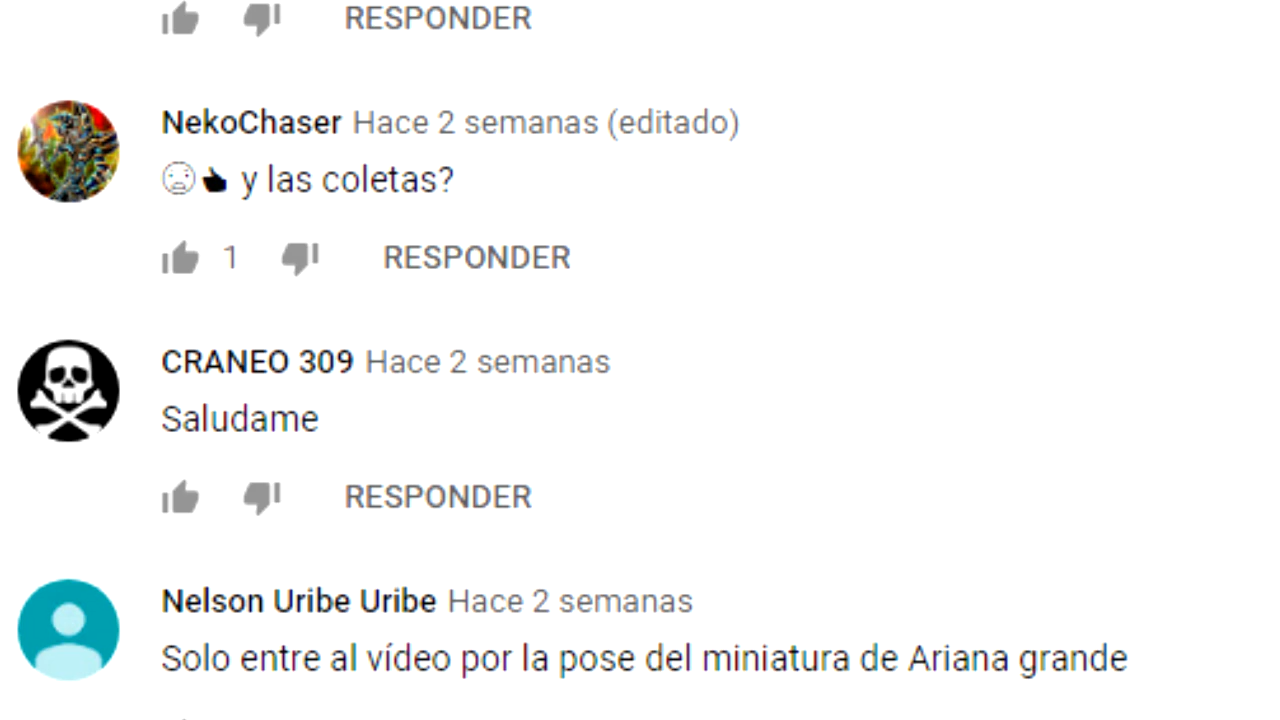 RESPONDER
NekoChaser Hace 2 semanas (editado)
y las coletas?
1 RESPONDER
CRANEO 309 Hace 2 semanas
Saludame
RESPONDER
Nelson Uribe Uribe Hace 2 semanas
Solo entre al vídeo por la pose del miniatura de Ariana grande